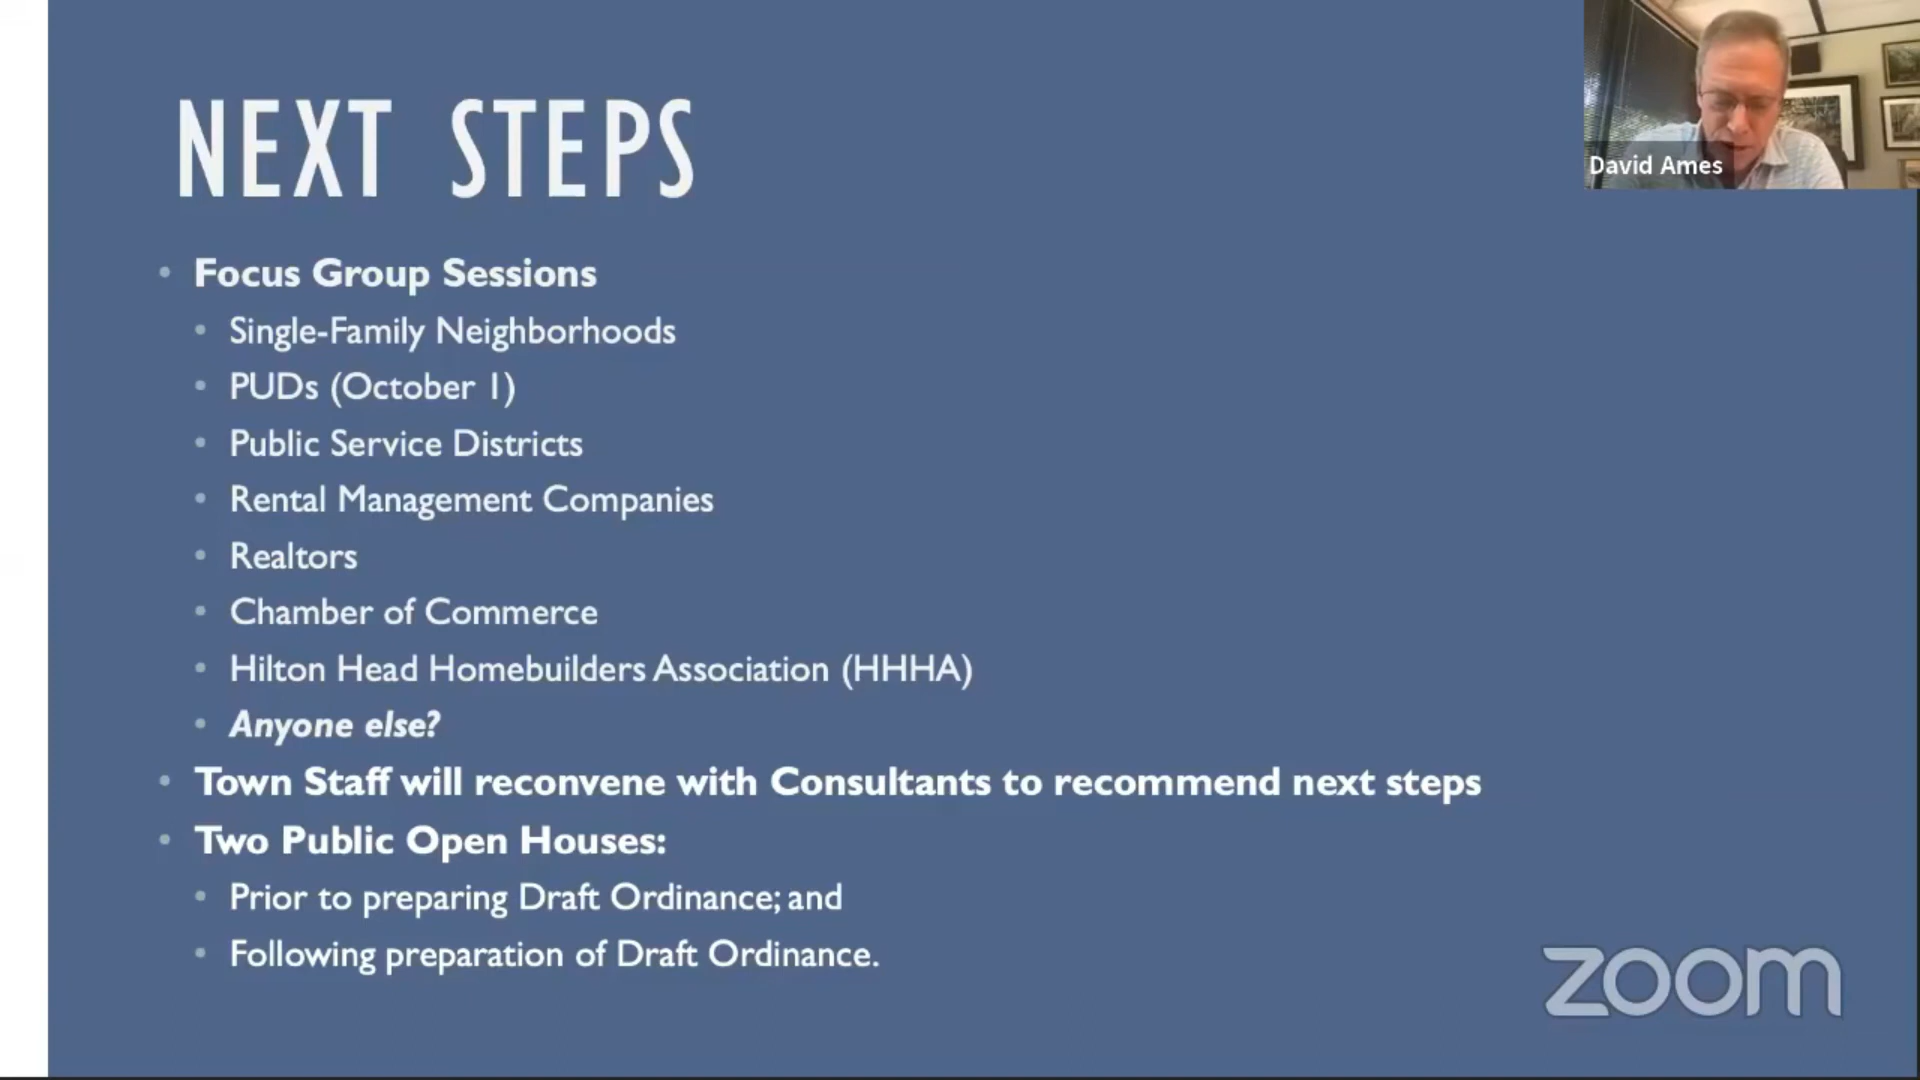 NEXT STEPS
David Ames
• Focus Group Sessions
• Single-Family Neighborhoods
• PUDs (October 1)
• Public Service Districts
• Rental Management Companies
• Realtors
• Chamber of Commerce
• Hilton Head Homebuilders Association (HHHA)
• Anyone else?
• Town Staff will reconvene with Consultants to recommend next steps
• Two Public Open Houses:
• Prior to preparing Draft Ordinance; and
• Following preparation of Draft Ordinance.
zoom